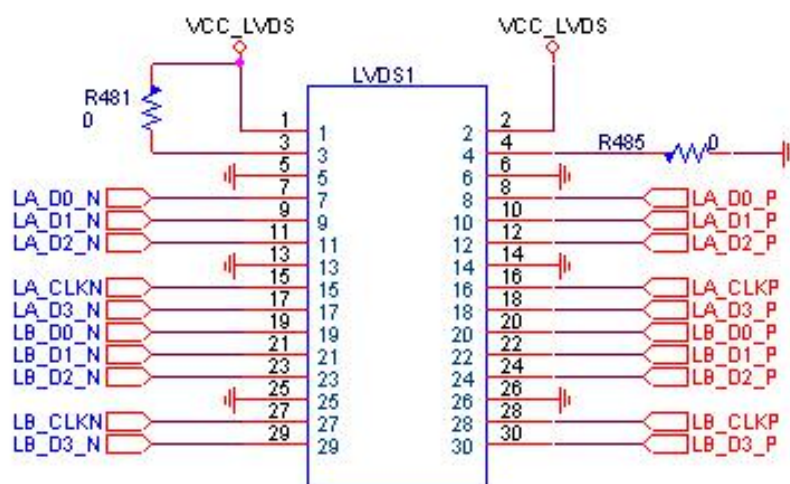 VCC_LVDS VCC_LVDS
LVDS1
R481
0
1 1 2 2
3 3 4 4 R485 0
5 5 6 6
LA_D0_N 7 7 8 8 LA_D0_P
LA_D1_N 9 9 10 10 LA_D1_P
LA_D2_N 11 11 12 12 LA_D2_P
13 13 14 14
LA_CLKN 15 15 16 16 LA_CLKP
LA_D3_N 17 17 18 18 LA_D3_P
LB_D0_N 19 19 20 20 LB_D0_P
LB_D1_N 21 21 22 22 LB_D1_P
LB_D2_N 23 23 24 24 LB_D2_P
25 25 26 26
LB_CLKN 27 27 28 28 LB_CLKP
LB_D3_N 29 29 30 30 LB_D3_P